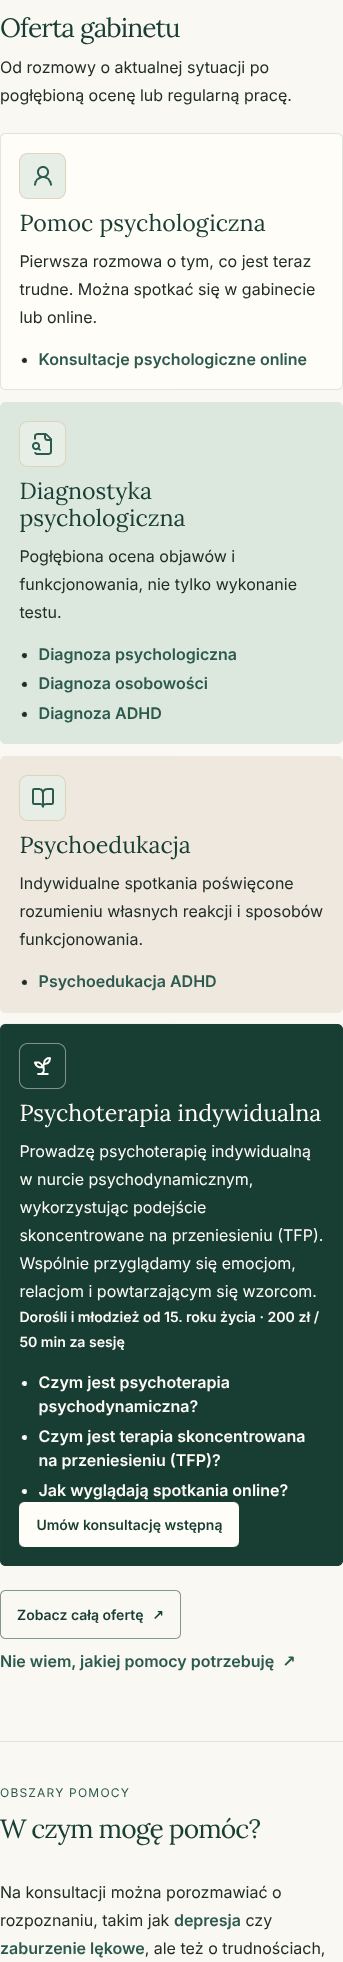 Oferta gabinetu
Od rozmowy o aktualnej sytuacji po
pogłębioną ocenę lub regularną pracę.
Pomoc psychologiczna
Pierwsza rozmowa o tym, co jest teraz
trudne. Można spotkać się w gabinecie
lub online.
• Konsultacje psychologiczne online
Diagnostyka
psychologiczna
Pogłębiona ocena objawów i
funkcjonowania, nie tylko wykonanie
testu.
• Diagnoza psychologiczna
• Diagnoza osobowości
• Diagnoza ADHD
Psychoedukacja
Indywidualne spotkania poświęcone
rozumieniu własnych reakcji i sposobów
funkcjonowania.
• Psychoedukacja ADHD
Psychoterapia indywidualna
Prowadzę psychoterapię indywidualną
w nurcie psychodynamicznym,
wykorzystując podejście
skoncentrowane na przeniesieniu (TFP).
Wspólnie przyglądamy się emocjom,
relacjom i powtarzającym się wzorcom.
Dorośli i młodzież od 15. roku życia · 200 zł /
50 min za sesję
• Czym jest psychoterapia
psychodynamiczna?
• Czym jest terapia skoncentrowana
na przeniesieniu (TFP)?
• Jak wyglądają spotkania online?
Umów konsultację wstępną
Zobacz całą ofertę ↗
Nie wiem, jakiej pomocy potrzebuję ↗
OBSZARY POMOCY
W czym mogę pomóc?
Na konsultacji można porozmawiać o
rozpoznaniu, takim jak depresja czy
zaburzenie lękowe, ale też o trudnościach,